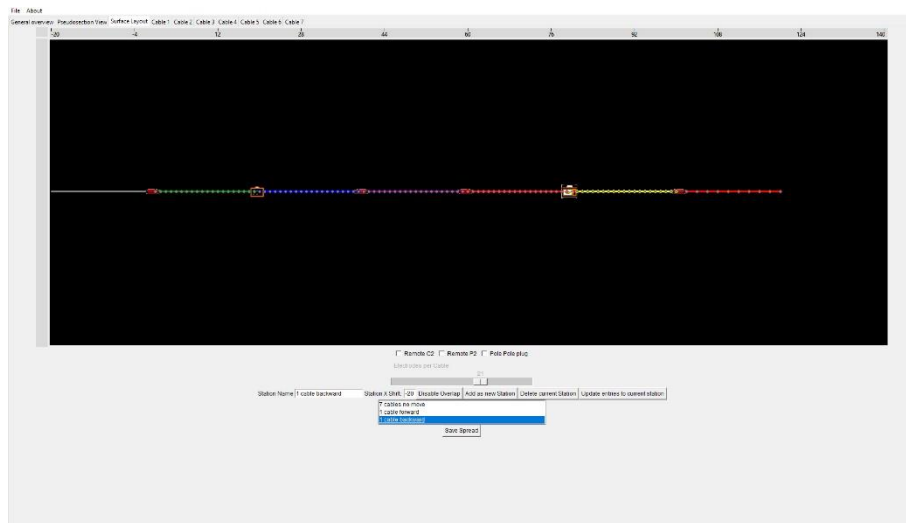 File About
General overview Pseudosection View Surface Layout Cable 1 Cable 2 Cable 3 Cable 4 Cable 5 Cable 6 Cable 7
-20 -4 12 28 44 60 76 92 108 124 140
Remote C2 Remote P2 Pole Pole plug
Electrodes per Cable
21
Station Name 1 cable backward Station X Shift: -20 Disable Overlap Add as new Station Delete current Station Update entries to current station
7 cables no move
1 cable forward
1 cable backward
Save Spread